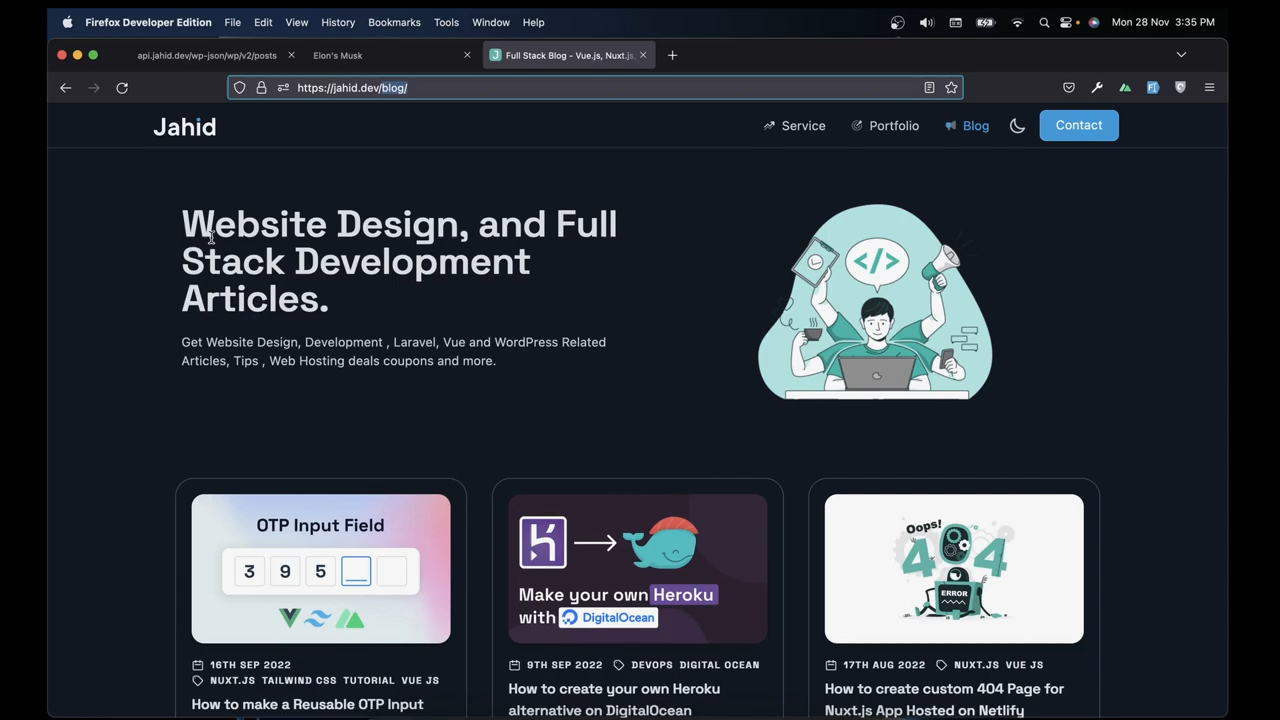 Firefox Developer Edition File Edit View History Bookmarks Tools Window Help Mon 28 Nov 3:35 PM
api.jahid.dev/wp-json/wp/v2/posts Elon's Musk Full Stack Blog - Vue.js, Nuxt.js,
https://jahid.dev/blog/
Jahid Service Portfolio Blog Contact
Website Design, and Full
Stack Development
Articles.
Get Website Design, Development , Laravel, Vue and WordPress Related
Articles, Tips , Web Hosting deals coupons and more.
</>
OTP Input Field
3 9 5
16TH SEP 2022
NUXT.JS TAILWIND CSS TUTORIAL VUE JS
How to make a Reusable OTP Input
Make your own Heroku
with DigitalOcean
9TH SEP 2022 DEVOPS DIGITAL OCEAN
How to create your own Heroku
alternative on DigitalOcean
Oops!
404
ERROR
17TH AUG 2022 NUXT.JS VUE JS
How to create custom 404 Page for
Nuxt.js App Hosted on Netlify